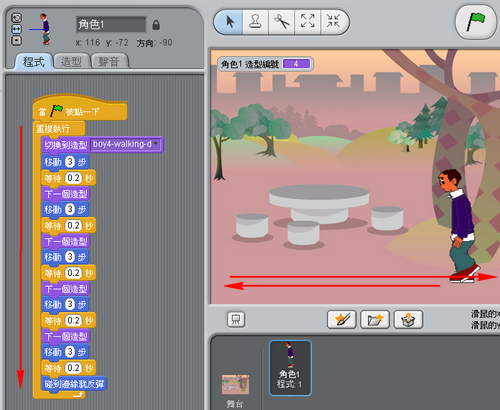 角色1
x: 116 y: -72 方向: -90
程式 造型 聲音
當 被點一下
重複執行
切換到造型 boy4-walking-d
移動 3 步
等待 0.2 秒
下一個造型
移動 3 步
等待 0.2 秒
下一個造型
移動 3 步
等待 0.2 秒
下一個造型
移動 3 步
等待 0.2 秒
下一個造型
移動 3 步
等待 0.2 秒
碰到邊緣就反彈
角色1 造型編號 4
滑鼠的
滑鼠的
舞台
角色1
程式: 1